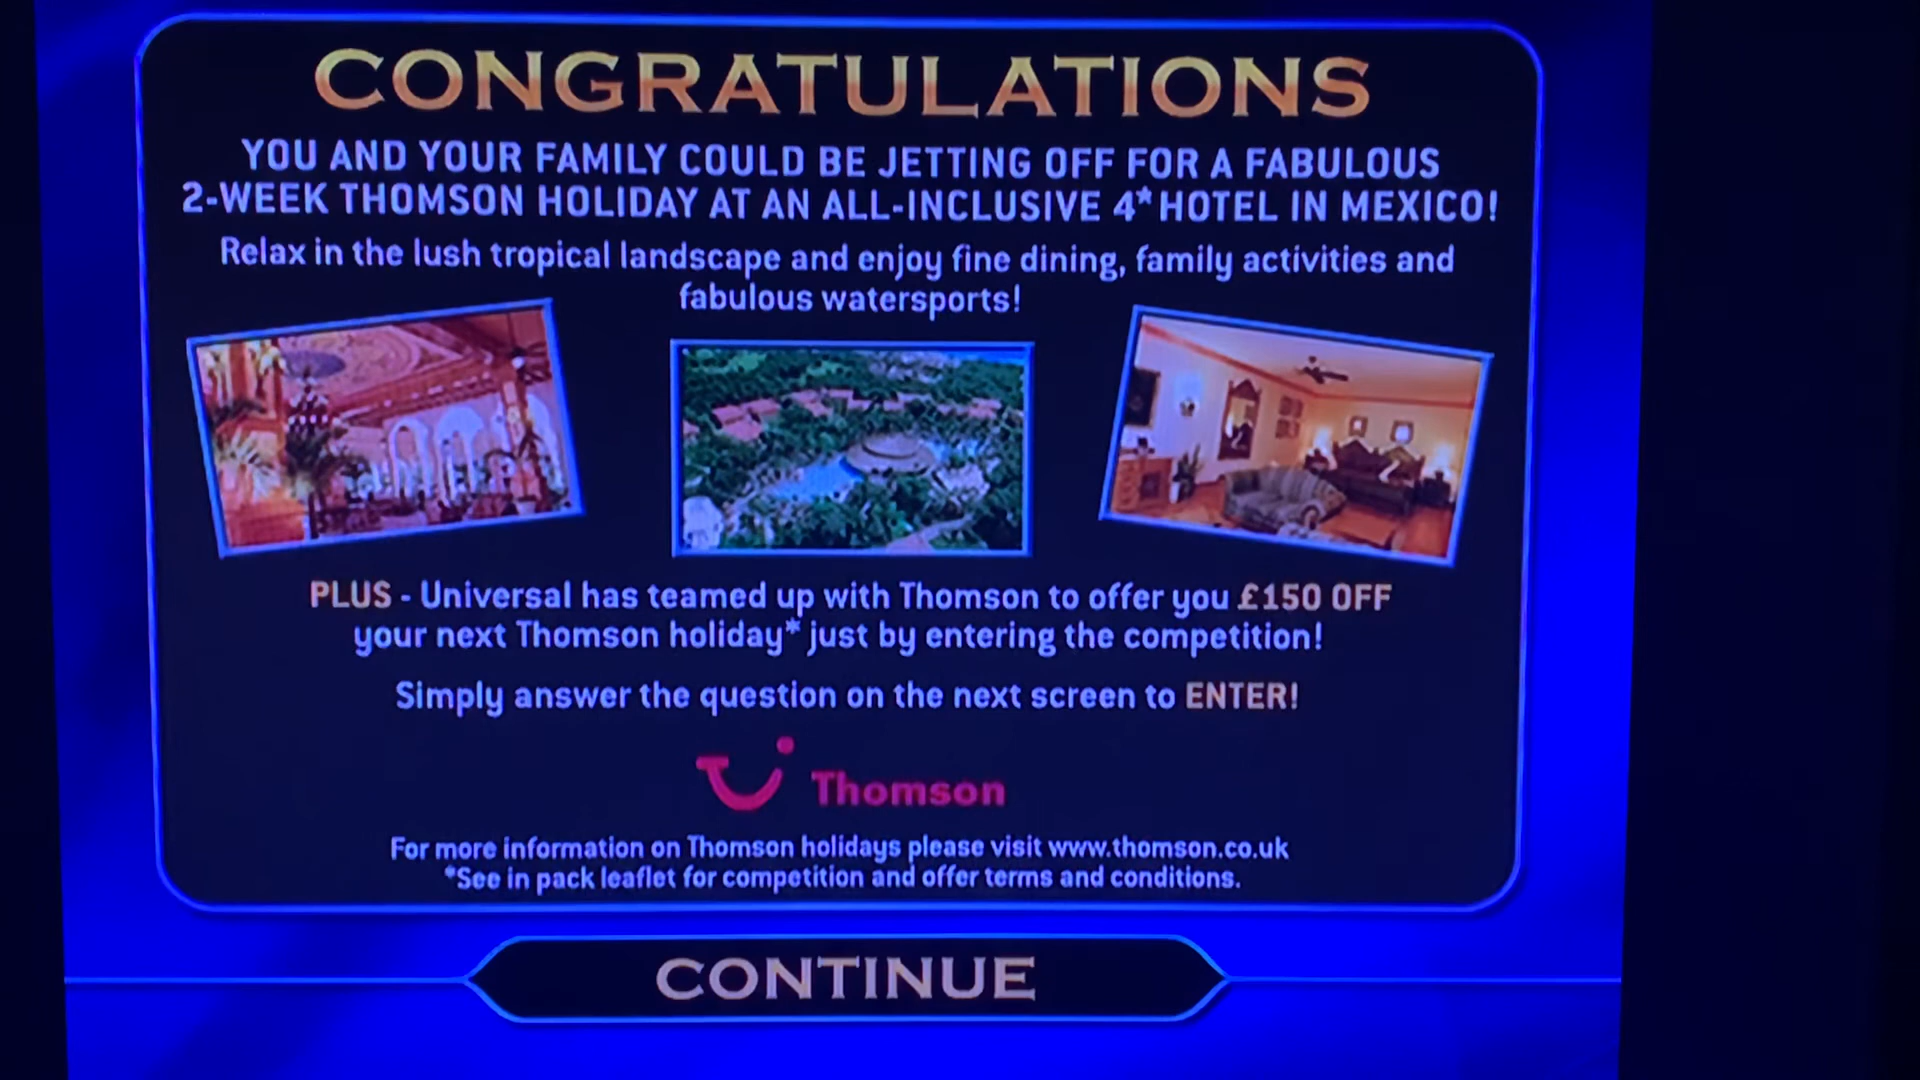 CONGRATULATIONS
YOU AND YOUR FAMILY COULD BE JETTING OFF FOR A FABULOUS
2-WEEK THOMSON HOLIDAY AT AN ALL-INCLUSIVE 4* HOTEL IN MEXICO!
Relax in the lush tropical landscape and enjoy fine dining, family activities and
fabulous watersports!
PLUS - Universal has teamed up with Thomson to offer you £150 OFF
your next Thomson holiday* just by entering the competition!
Simply answer the question on the next screen to ENTER!
Thomson
For more information on Thomson holidays please visit www.thomson.co.uk
*See in pack leaflet for competition and offer terms and conditions.
CONTINUE